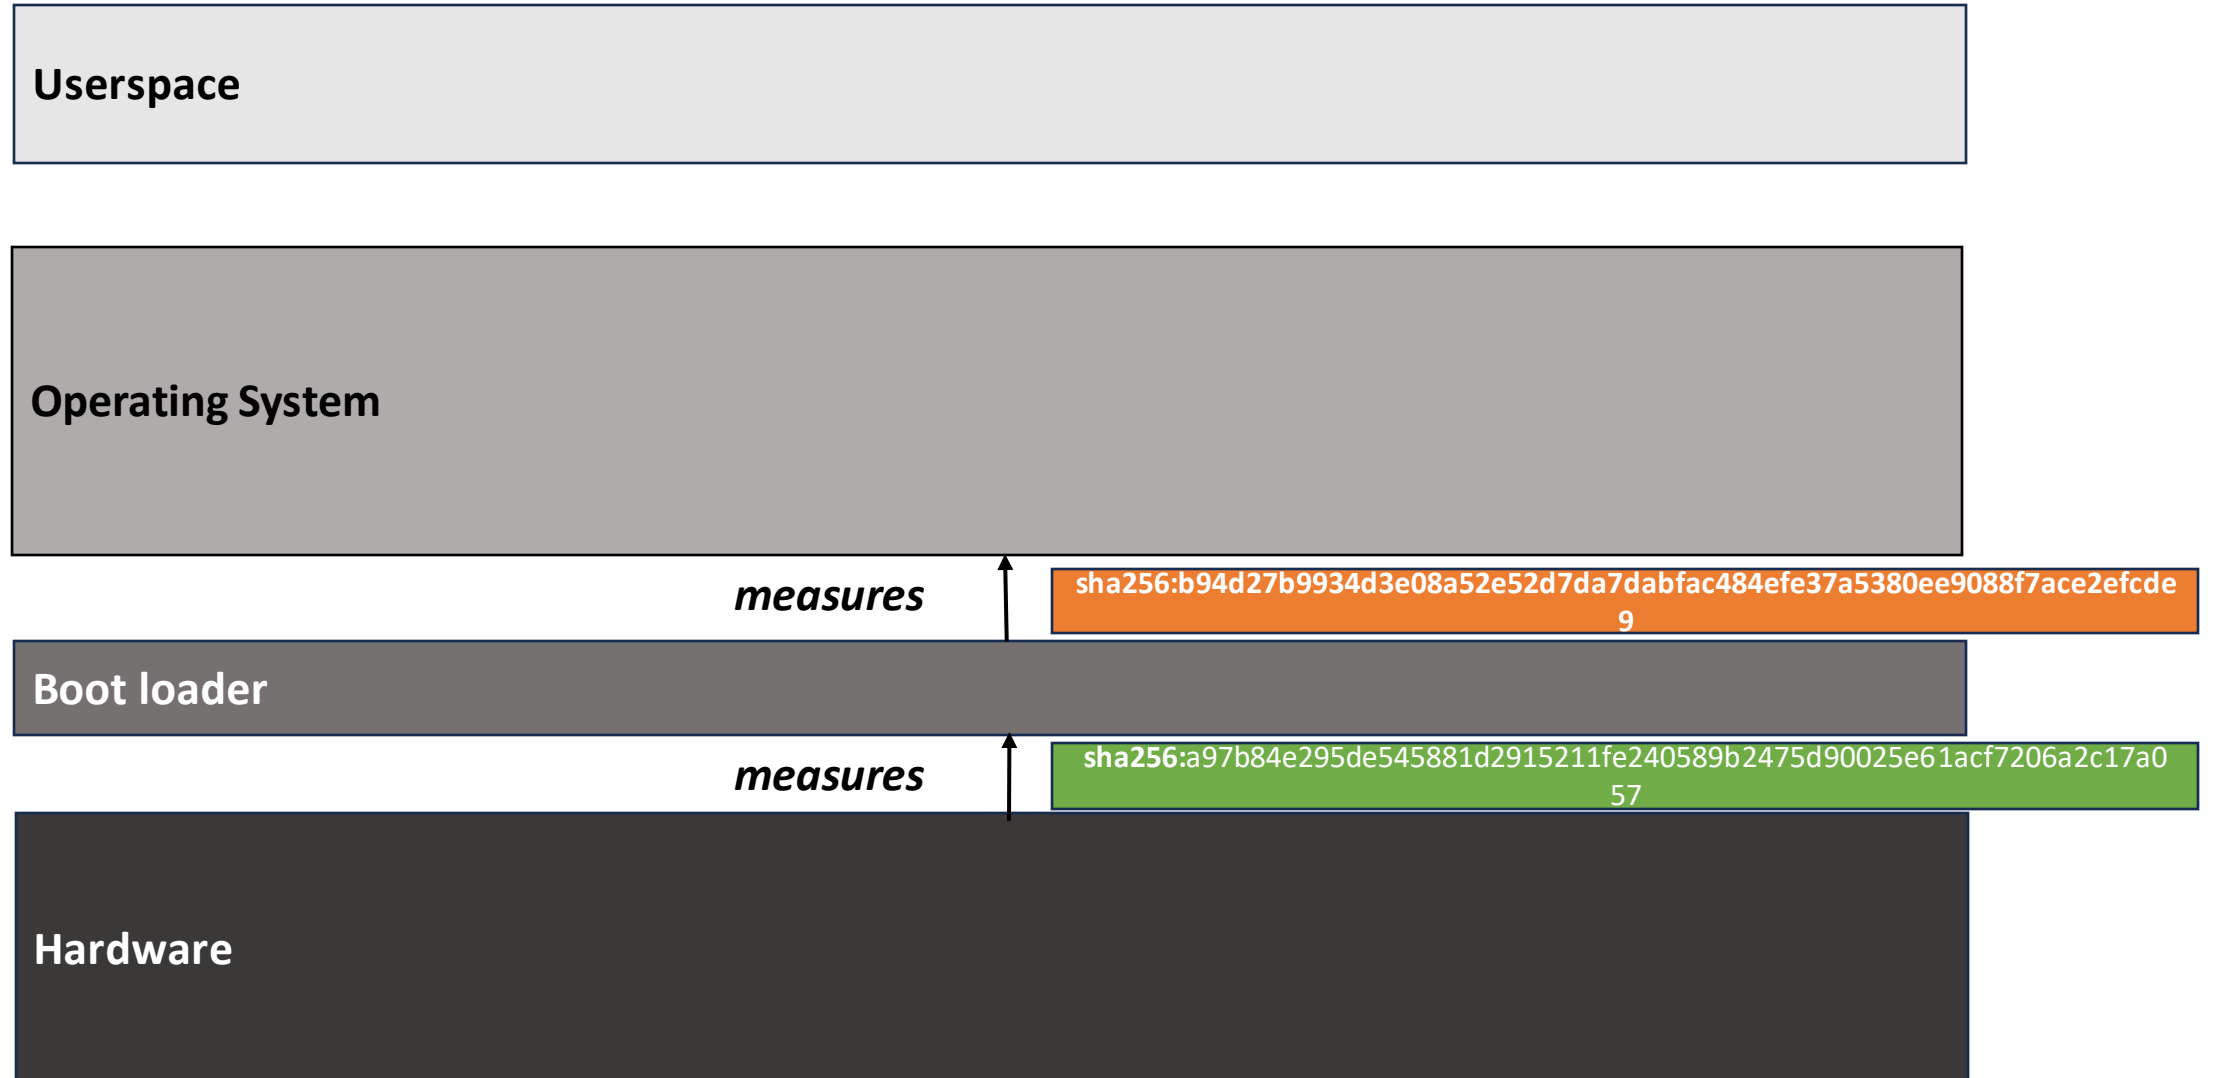 Userspace
Operating System
measures
sha256:b94d27b9934d3e08a52e52d7da7dabfac484efe37a5380ee9088f7ace2efcde
9
Boot loader
measures
sha256:a97b84e295de545881d2915211fe240589b2475d90025e61acf7206a2c17a0
57
Hardware